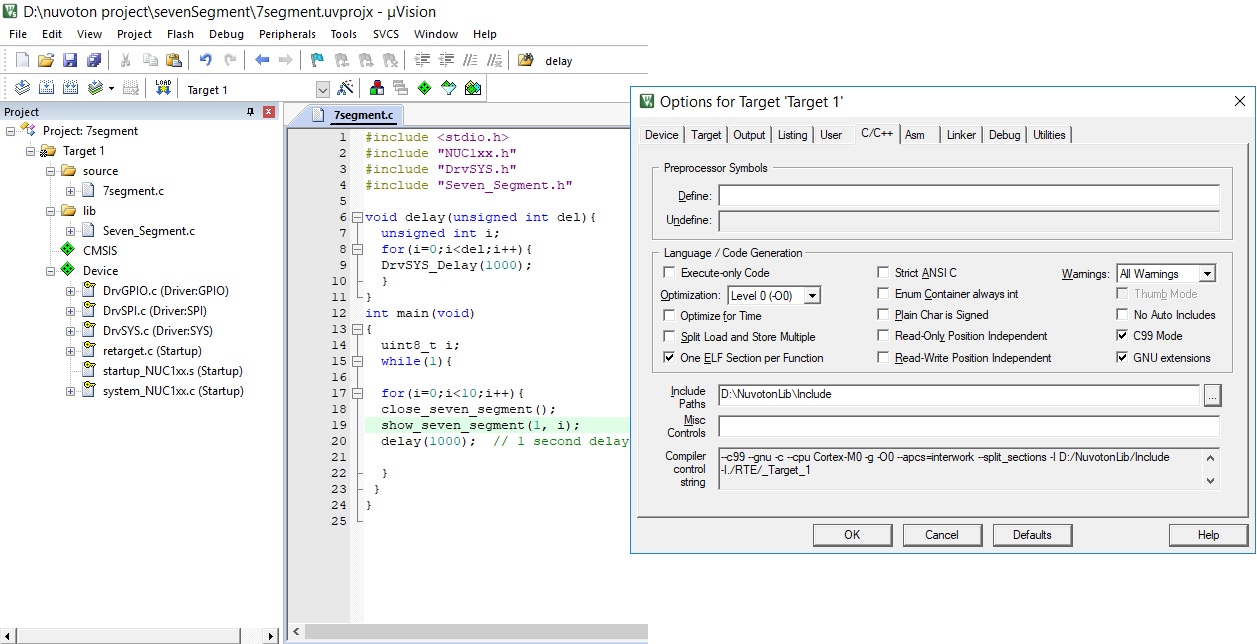 D:\nuvoton project\sevenSegment\7segment.uvprojx - µVision
File Edit View Project Flash Debug Peripherals Tools SVCS Window Help
delay
LOAD
Target 1
Project
Project: 7segment
Target 1
source
7segment.c
lib
Seven_Segment.c
CMSIS
Device
DrvGPIO.c (Driver:GPIO)
DrvSPI.c (Driver:SPI)
DrvSYS.c (Driver:SYS)
retarget.c (Startup)
startup_NUC1xx.s (Startup)
system_NUC1xx.c (Startup)
7segment.c
1 #include <stdio.h>
2 #include "NUC1xx.h"
3 #include "DrvSYS.h"
4 #include "Seven_Segment.h"
5
6 void delay(unsigned int del){
7 unsigned int i;
8 for(i=0;i<del;i++){
9 DrvSYS_Delay(1000);
10 }
11 }
12 int main(void)
13 {
14 uint8_t i;
15 while(1){
16
17 for(i=0;i<10;i++){
18 close_seven_segment();
19 show_seven_segment(1, i);
20 delay(1000); // 1 second delay
21
22 }
23 }
24 }
25
Options for Target 'Target 1'
Device Target Output Listing User C/C++ Asm Linker Debug Utilities
Preprocessor Symbols
Define:
Undefine:
Language / Code Generation
Execute-only Code Strict ANSI C Warnings: All Warnings
Optimization: Level 0 (-O0) Enum Container always int Thumb Mode
Optimize for Time Plain Char is Signed No Auto Includes
Split Load and Store Multiple Read-Only Position Independent C99 Mode
One ELF Section per Function Read-Write Position Independent GNU extensions
Include Paths D:\NuvotonLib\Include ...
Misc Controls
Compiler control string --c99 --gnu -c --cpu Cortex-M0 -g -O0 --apcs=interwork --split_sections -I D:/NuvotonLib/Include
-I./RTE/_Target_1
OK Cancel Defaults Help